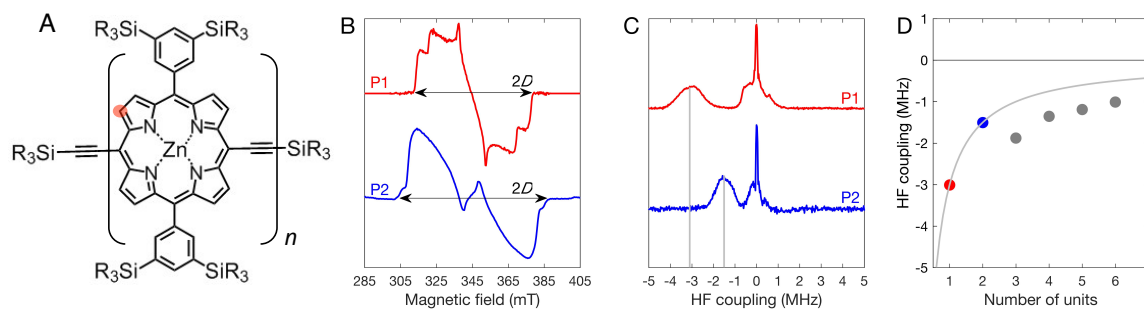 A
R₃Si
SiR₃
N
N
Zn
N
N
R₃Si
SiR₃
R₃Si
SiR₃
n
B
P1
2D
P2
2D
285 305 325 345 365 385 405
Magnetic field (mT)
C
P1
P2
-5 -4 -3 -2 -1 0 1 2 3 4 5
HF coupling (MHz)
D
HF coupling (MHz)
1
0
-1
-2
-3
-4
-5
1 2 3 4 5 6
Number of units